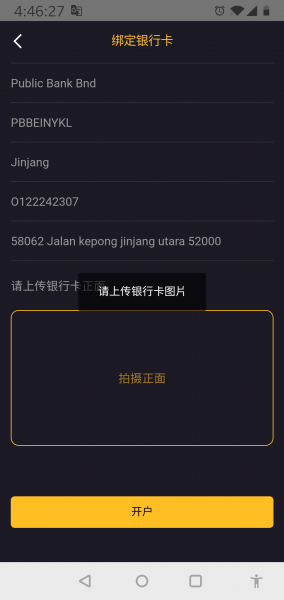 4:46:27
绑定银行卡
Public Bank Bnd
PBBEINYKL
Jinjang
O122242307
58062 Jalan kepong jinjang utara 52000
请上传银行卡正面
请上传银行卡图片
拍摄正面
开户